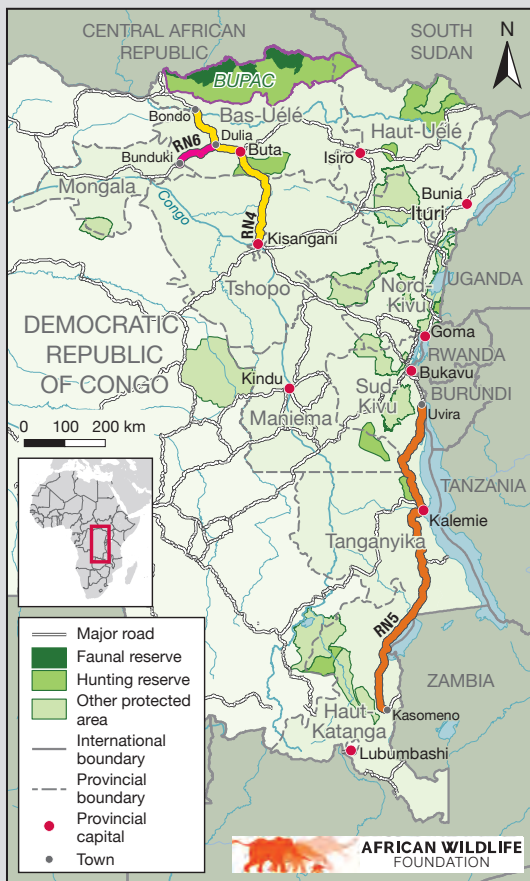 CENTRAL AFRICAN
REPUBLIC
SOUTH
SUDAN
N
BUPAC
Bondo
Bas-Uélé
Haut-Uélé
RN6
Dulia
Bunduki
Buta
Isiro
Mongala
Bunia
Ituri
Congo
RN4
Kisangani
UGANDA
Tshopo
Nord-
Kivu
DEMOCRATIC
REPUBLIC
OF CONGO
Goma
RWANDA
Bukavu
Kindu
Sud-
Kivu
BURUNDI
Uvira
Maniema
0 100 200 km
TANZANIA
Kalemie
Tanganyika
RN5
Major road
Faunal reserve
Hunting reserve
Other protected
area
International
boundary
Provincial
boundary
Provincial
capital
Town
ZAMBIA
Kasomeno
Haut-
Katanga
Lubumbashi
AFRICAN WILDLIFE
FOUNDATION